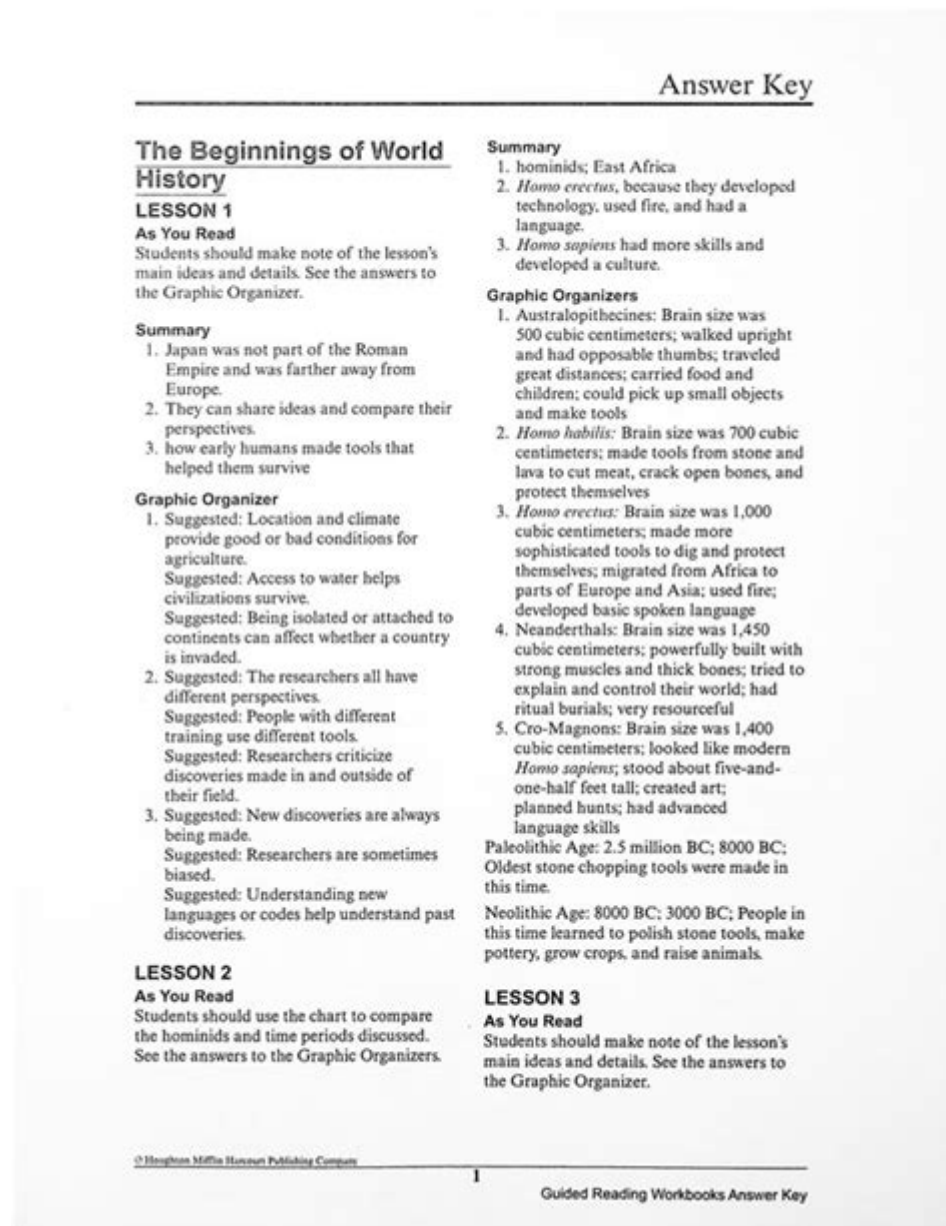 Answer Key
The Beginnings of World
History
LESSON 1
As You Read
Students should make note of the lesson's
main ideas and details. See the answers to
the Graphic Organizer.
Summary
1. Japan was not part of the Roman
Empire and was farther away from
Europe.
2. They can share ideas and compare their
perspectives.
3. how early humans made tools that
helped them survive
Graphic Organizer
1. Suggested: Location and climate
provide good or bad conditions for
agriculture.
Suggested: Access to water helps
civilizations survive.
Suggested: Being isolated or attached to
continents can affect whether a country
is invaded.
2. Suggested: The researchers all have
different perspectives.
Suggested: People with different
training use different tools.
Suggested: Researchers criticize
discoveries made in and outside of
their field.
3. Suggested: New discoveries are always
being made.
Suggested: Researchers are sometimes
biased.
Suggested: Understanding new
languages or codes help understand past
discoveries.
LESSON 2
As You Read
Students should use the chart to compare
the hominids and time periods discussed.
See the answers to the Graphic Organizers.
Summary
1. hominids; East Africa
2. Homo erectus, because they developed
technology, used fire, and had a
language.
3. Homo sapiens had more skills and
developed a culture.
Graphic Organizers
1. Australopithecines: Brain size was
500 cubic centimeters; walked upright
and had opposable thumbs; traveled
great distances; carried food and
children; could pick up small objects
and make tools
2. Homo habilis: Brain size was 700 cubic
centimeters; made tools from stone and
lava to cut meat, crack open bones, and
protect themselves
3. Homo erectus: Brain size was 1,000
cubic centimeters; made more
sophisticated tools to dig and protect
themselves; migrated from Africa to
parts of Europe and Asia; used fire;
developed basic spoken language
4. Neanderthals: Brain size was 1,450
cubic centimeters; powerfully built with
strong muscles and thick bones; tried to
explain and control their world; had
ritual burials; very resourceful
5. Cro-Magnons: Brain size was 1,400
cubic centimeters; looked like modern
Homo sapiens; stood about five-and-
one-half feet tall; created art;
planned hunts; had advanced
language skills
Paleolithic Age: 2.5 million BC; 8000 BC;
Oldest stone chopping tools were made in
this time.
Neolithic Age: 8000 BC; 3000 BC; People in
this time learned to polish stone tools, make
pottery, grow crops, and raise animals.
LESSON 3
As You Read
Students should make note of the lesson's
main ideas and details. See the answers to
the Graphic Organizer.
© Houghton Mifflin Harcourt Publishing Company
1
Guided Reading Workbooks Answer Key